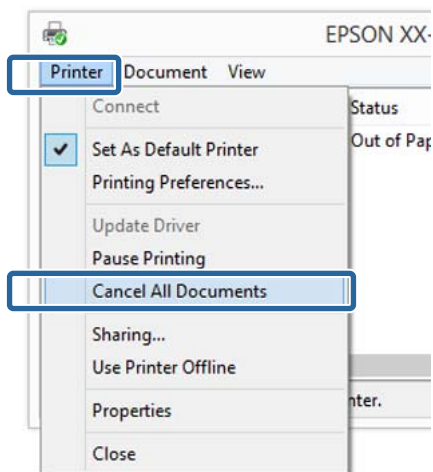 EPSON XX-
Printer Document View
Connect
Status
Set As Default Printer
Out of Pap
Printing Preferences...
Update Driver
Pause Printing
Cancel All Documents
Sharing...
Use Printer Offline
Properties
nter.
Close